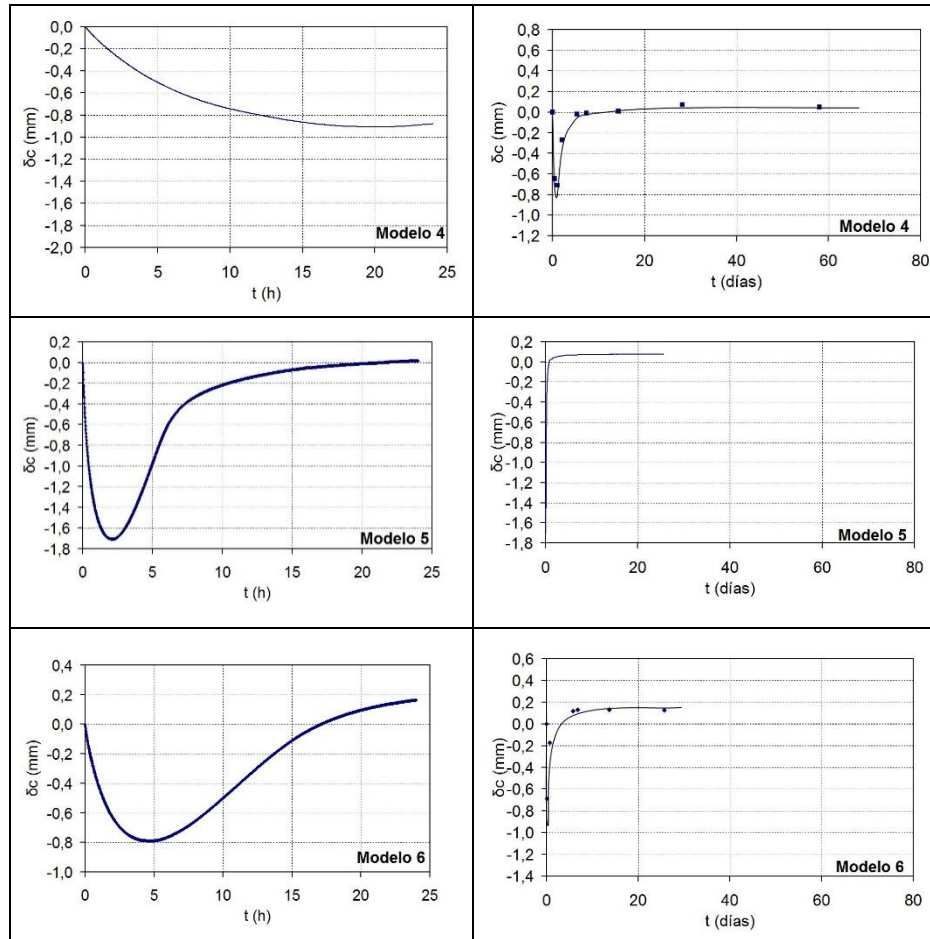 0,0
-0,2
-0,4
-0,6
-0,8
-1,0
-1,2
-1,4
-1,6
-1,8
-2,0
δc (mm)
Modelo 4
0 5 10 15 20 25
t (h)
0,8
0,6
0,4
0,2
0,0
-0,2
-0,4
-0,6
-0,8
-1,0
-1,2
δc (mm)
Modelo 4
0 20 40 60 80
t (días)
0,2
0,0
-0,2
-0,4
-0,6
-0,8
-1,0
-1,2
-1,4
-1,6
-1,8
δc (mm)
Modelo 5
0 5 10 15 20 25
t (h)
0,2
0,0
-0,2
-0,4
-0,6
-0,8
-1,0
-1,2
-1,4
-1,6
-1,8
δc (mm)
Modelo 5
0 20 40 60 80
t (días)
0,4
0,2
0,0
-0,2
-0,4
-0,6
-0,8
-1,0
δc (mm)
Modelo 6
0 5 10 15 20 25
t (h)
0,6
0,4
0,2
0,0
-0,2
-0,4
-0,6
-0,8
-1,0
-1,2
-1,4
δc (mm)
Modelo 6
0 20 40 60 80
t (días)